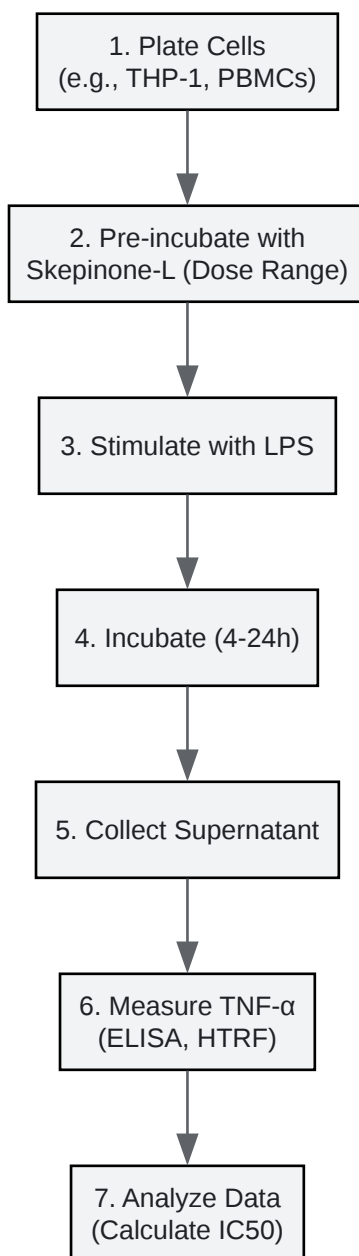 1. Plate Cells
(e.g., THP-1, PBMCs)
2. Pre-incubate with
Skepinone-L (Dose Range)
3. Stimulate with LPS
4. Incubate (4-24h)
5. Collect Supernatant
6. Measure TNF-α
(ELISA, HTRF)
7. Analyze Data
(Calculate IC50)